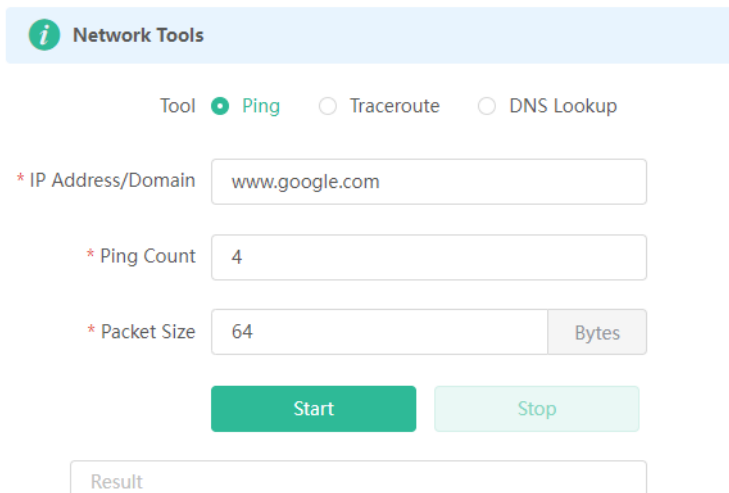 Network Tools
Tool Ping Traceroute DNS Lookup
* IP Address/Domain www.google.com
* Ping Count 4
* Packet Size 64 Bytes
Start Stop
Result